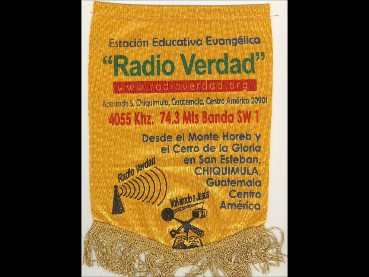 Estación Educativa Evangélica
"Radio Verdad"
www.radioverdad.org
Apartado 5, Chiquimula, Guatemala, Centro América 20901
4055 Khz. 74.3 Mts Banda SW 1
Desde el Monte Horeb y
el Cerro de la Gloria
en San Esteban,
CHIQUIMULA,
Guatemala
Centro
América
Radio Verdad
Volviendo a Jesús